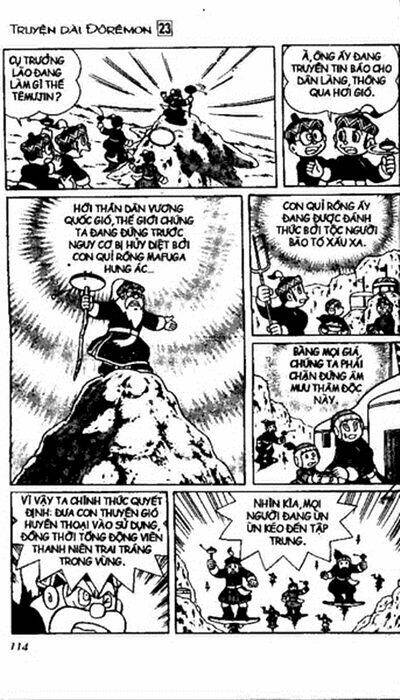 TRUYỆN DÀI ĐÔRÊMON 23
CỤ TRƯỞNG
LÃO ĐANG
LÀM GÌ THẾ
TÊMUJIN?
À, ÔNG ẤY ĐANG
TRUYỀN TIN BÁO CHO
DÂN LÀNG, THÔNG
QUA HƠI GIÓ.
HỠI THẦN DÂN VƯƠNG
QUỐC GIÓ, THẾ GIỚI CHÚNG
TA ĐANG ĐỨNG TRƯỚC
NGUY CƠ BỊ HỦY DIỆT BỞI
CON QUỈ RỒNG MAFUGA
HUNG ÁC...
CON QUỈ RỒNG ẤY
ĐANG ĐƯỢC ĐÁNH
THỨC BỞI TỘC NGƯỜI
BÃO TỐ XẤU XA.
BẰNG MỌI GIÁ,
CHÚNG TA PHẢI
CHẶN ĐỨNG ÂM
MƯU THÂM ĐỘC
NÀY.
VÌ VẬY TA CHÍNH THỨC QUYẾT
ĐỊNH: ĐƯA CON THUYỀN GIÓ
HUYỀN THOẠI VÀO SỬ DỤNG,
ĐỒNG THỜI TỔNG ĐỘNG VIÊN
THANH NIÊN TRAI TRÁNG
TRONG VÙNG.
NHÌN KÌA, MỌI
NGƯỜI ĐANG ÙN
ÙN KÉO ĐẾN TẬP
TRUNG.
114